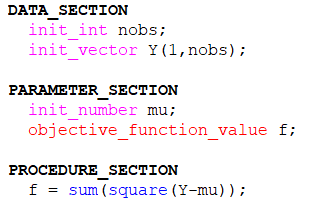 DATA_SECTION
init_int nobs;
init_vector Y(1,nobs);
PARAMETER_SECTION
init_number mu;
objective_function_value f;
PROCEDURE_SECTION
f = sum(square(Y-mu));